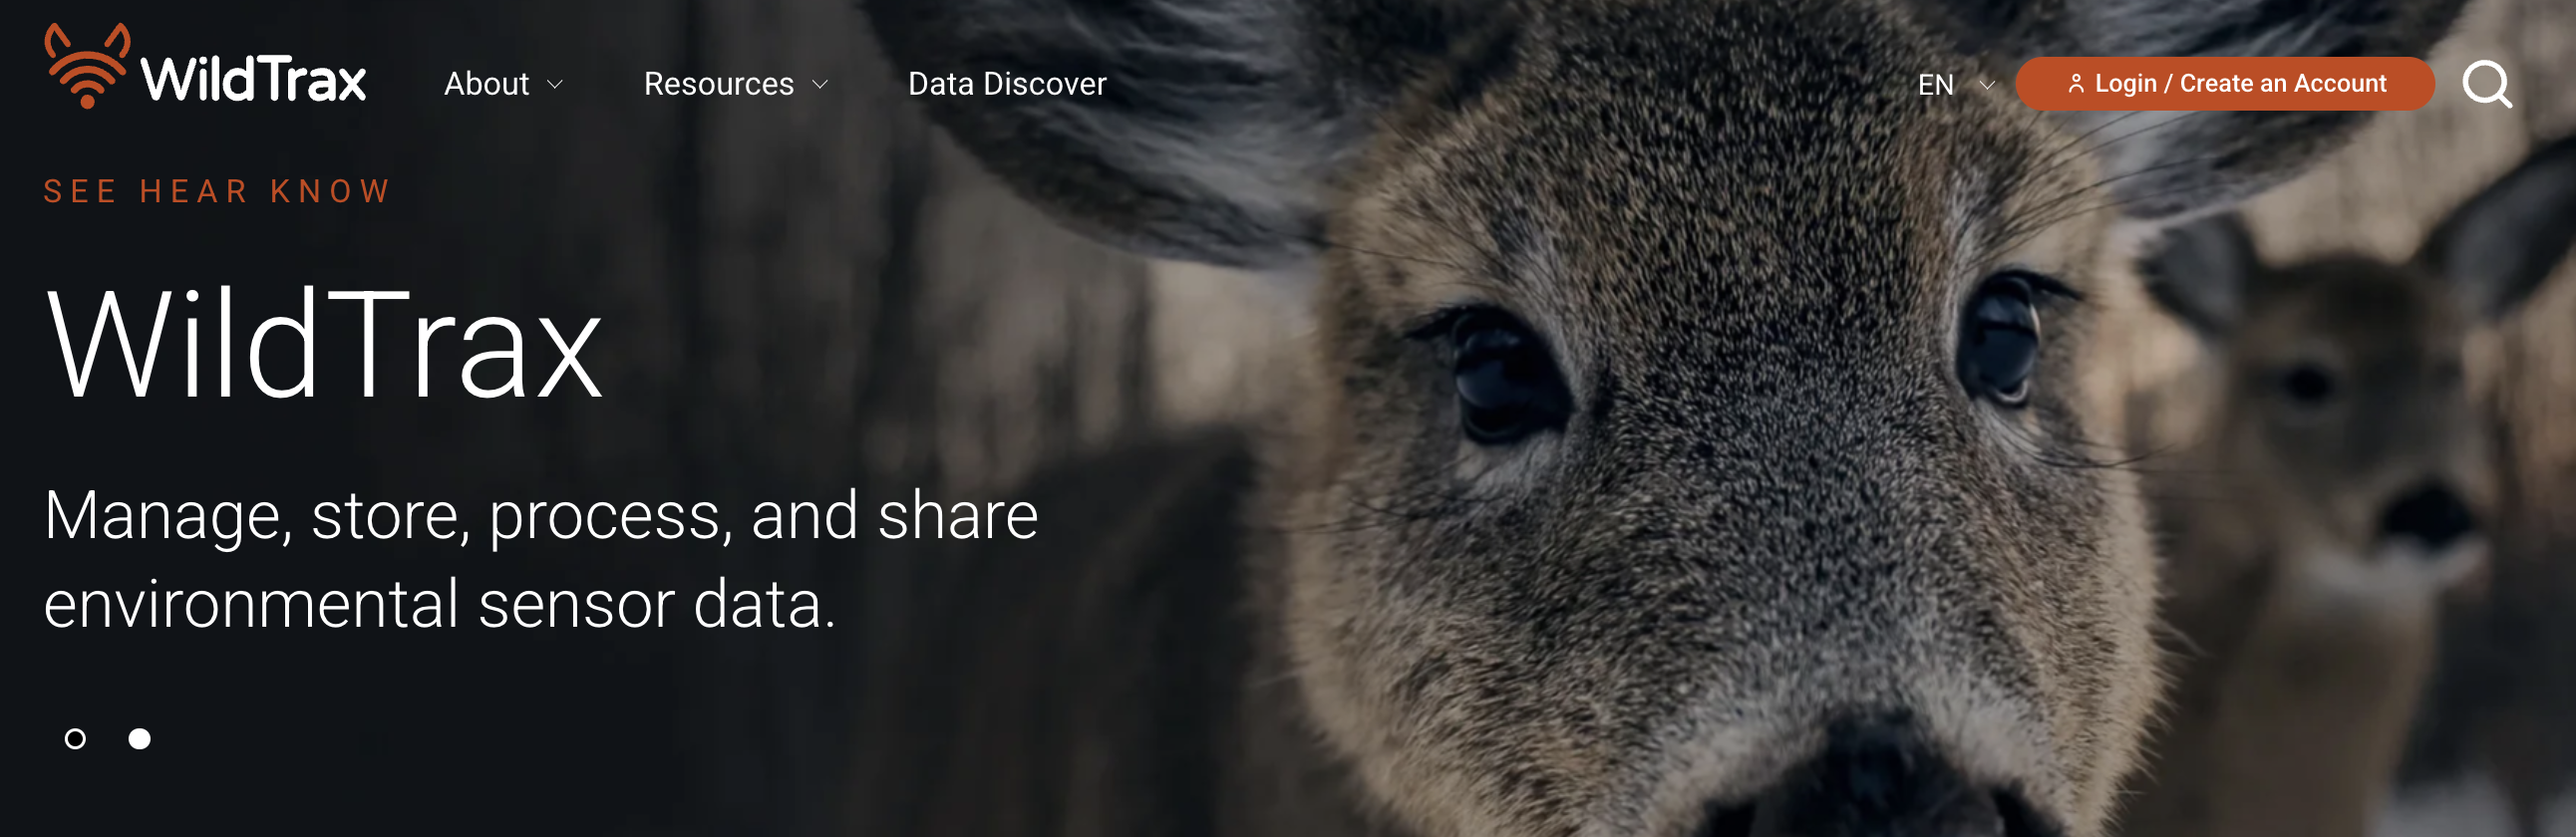 WildTrax
About
Resources
Data Discover
EN
Login / Create an Account
SEE HEAR KNOW
WildTrax
Manage, store, process, and share
environmental sensor data.